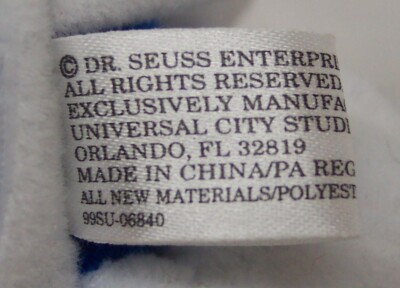 © DR. SEUSS ENTERPRI
ALL RIGHTS RESERVED
EXCLUSIVELY MANUFA
UNIVERSAL CITY STUDI
ORLANDO, FL 32819
MADE IN CHINA/PA REG
ALL NEW MATERIALS/POLYEST
99SU-06840